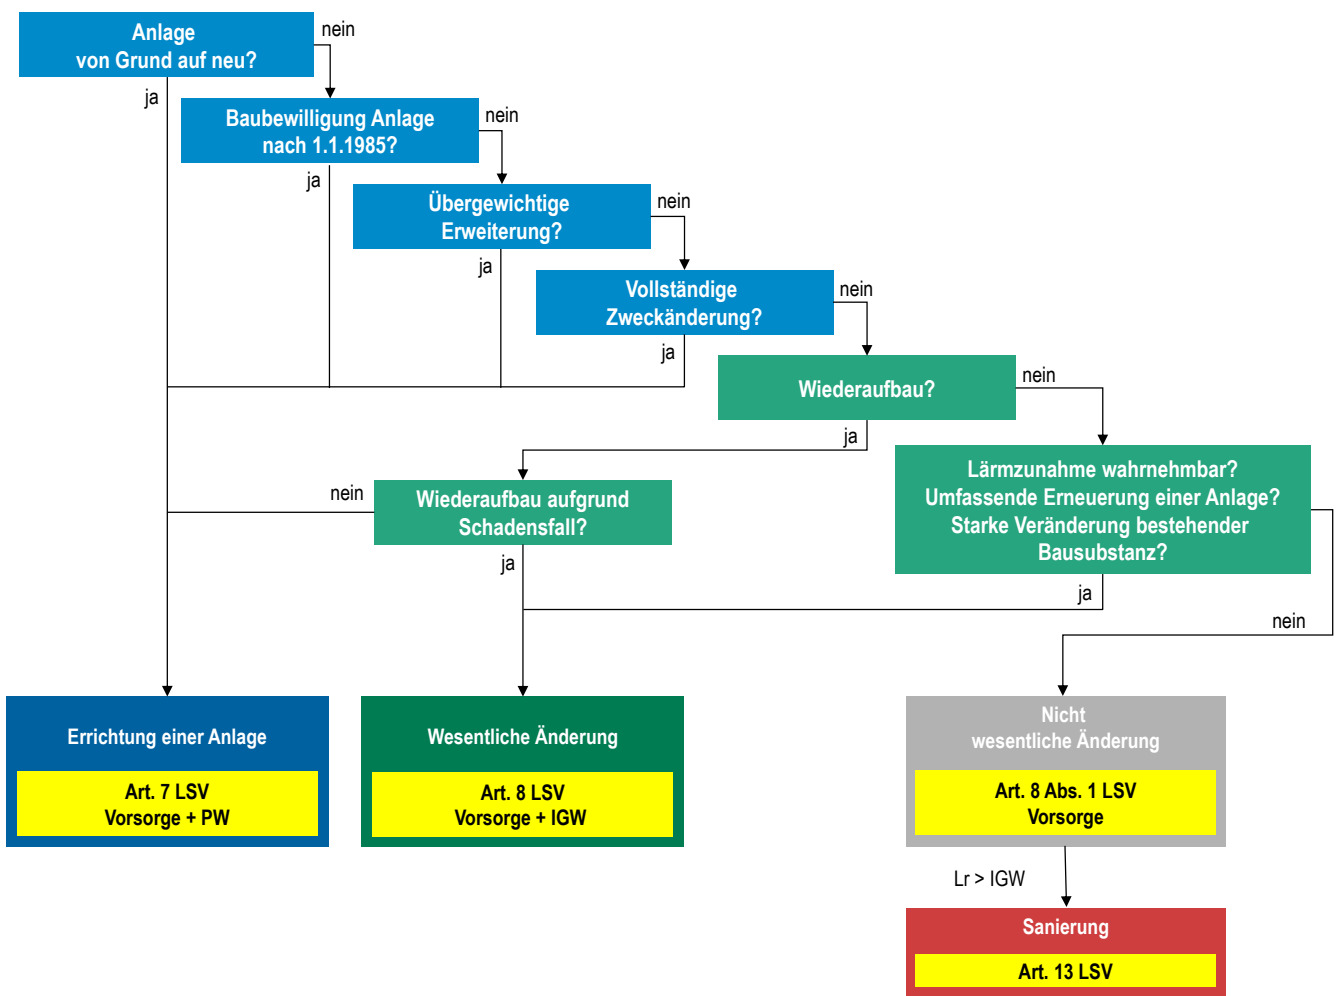 Anlage
von Grund auf neu?
nein
ja
Baubewilligung Anlage
nach 1.1.1985?
nein
ja
Übergewichtige
Erweiterung?
nein
ja
Vollständige
Zweckänderung?
nein
ja
Wiederaufbau?
nein
ja
Wiederaufbau aufgrund
Schadensfall?
nein
ja
Lärmzunahme wahrnehmbar?
Umfassende Erneuerung einer Anlage?
Starke Veränderung bestehender
Bausubstanz?
ja
nein
Errichtung einer Anlage
Art. 7 LSV
Vorsorge + PW
Wesentliche Änderung
Art. 8 LSV
Vorsorge + IGW
Nicht
wesentliche Änderung
Art. 8 Abs. 1 LSV
Vorsorge
Lr > IGW
Sanierung
Art. 13 LSV